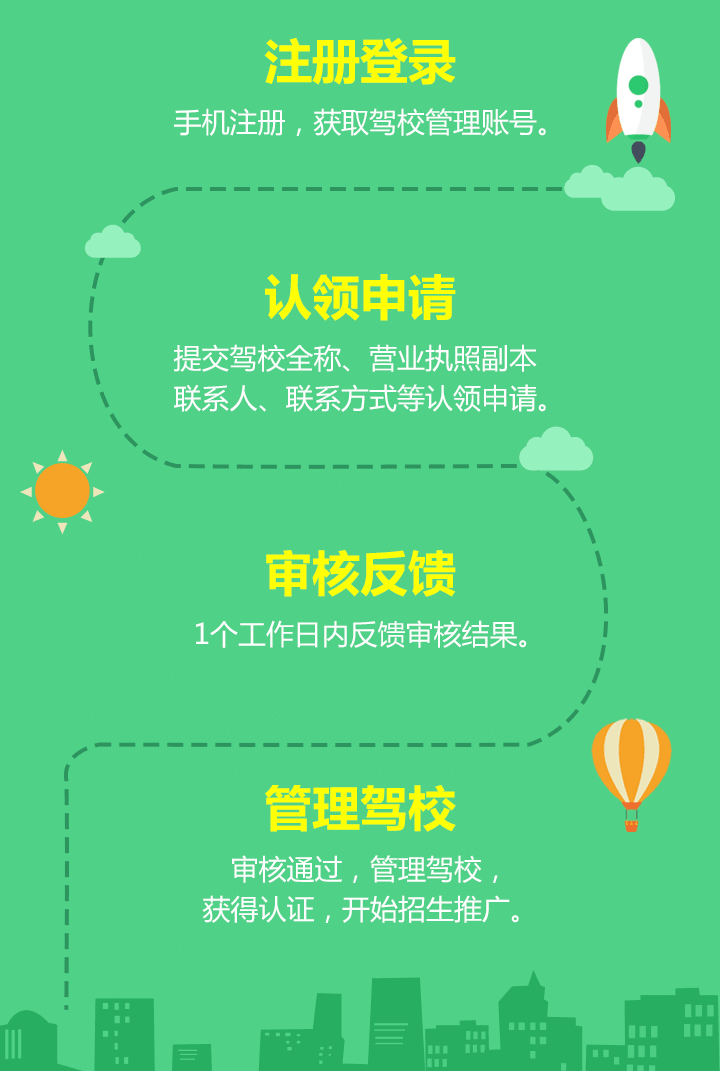 注册登录
手机注册，获取驾校管理账号。
认领申请
提交驾校全称、营业执照副本
联系人、联系方式等认领申请。
审核反馈
1个工作日内反馈审核结果。
管理驾校
审核通过，管理驾校，
获得认证，开始招生推广。